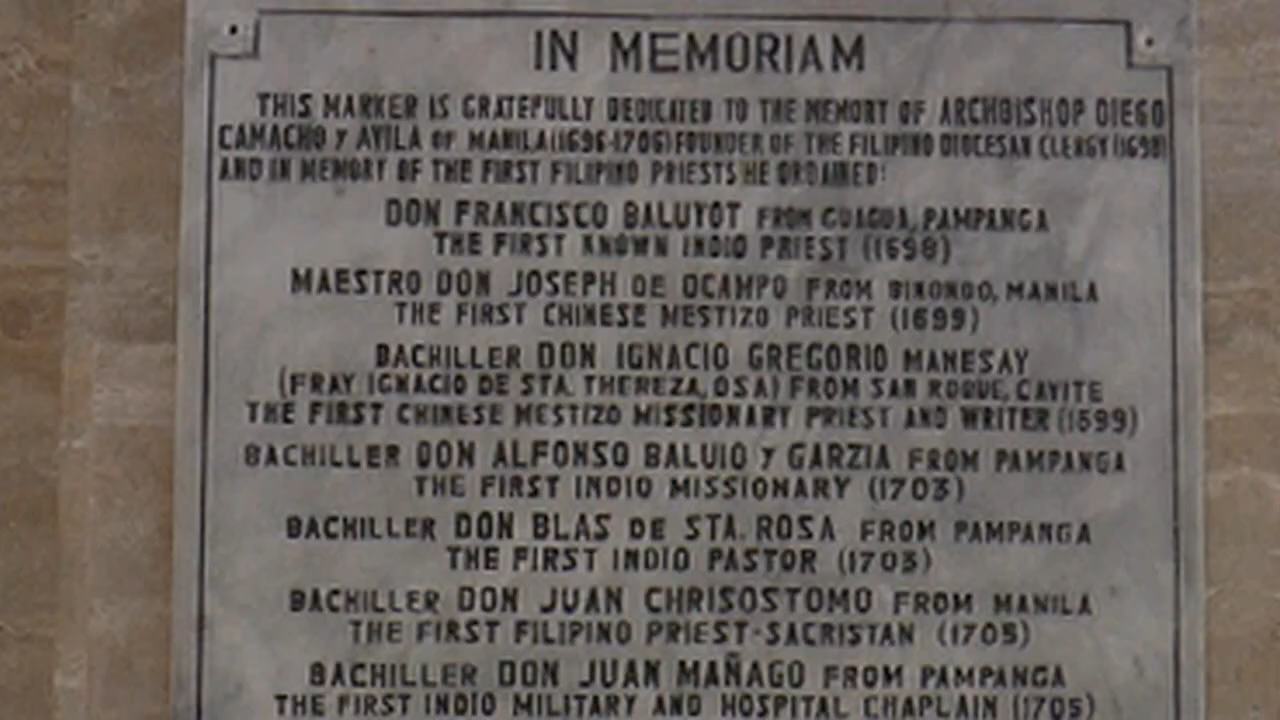 IN MEMORIAM
THIS MARKER IS GRATEFULLY DEDICATED TO THE MEMORY OF ARCHBISHOP DIEGO
CAMACHO y AVILA OF MANILA (1696-1706) FOUNDER OF THE FILIPINO DIOCESAN CLERGY (1698)
AND IN MEMORY OF THE FIRST FILIPINO PRIESTS HE ORDAINED:
DON FRANCISCO BALUYOT FROM GUAGUA, PAMPANGA
THE FIRST KNOWN INDIO PRIEST (1698)
MAESTRO DON JOSEPH DE OCAMPO FROM BINONDO, MANILA
THE FIRST CHINESE MESTIZO PRIEST (1699)
BACHILLER DON IGNACIO GREGORIO MANESAY
(FRAY IGNACIO DE STA. THEREZA, OSA) FROM SAN ROQUE, CAVITE
THE FIRST CHINESE MESTIZO MISSIONARY PRIEST AND WRITER (1699)
BACHILLER DON ALFONSO BALUIO y GARZIA FROM PAMPANGA
THE FIRST INDIO MISSIONARY (1703)
BACHILLER DON BLAS DE STA. ROSA FROM PAMPANGA
THE FIRST INDIO PASTOR (1703)
BACHILLER DON JUAN CHRISOSTOMO FROM MANILA
THE FIRST FILIPINO PRIEST-SACRISTAN (1705)
BACHILLER DON JUAN MAÑAGO FROM PAMPANGA
THE FIRST INDIO MILITARY AND HOSPITAL CHAPLAIN (1705)